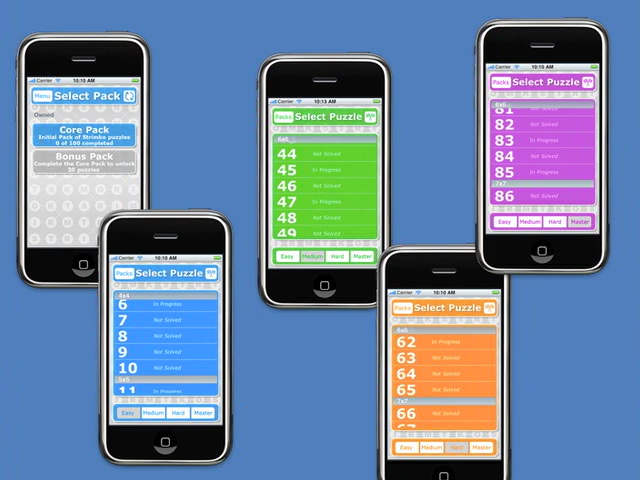 Carrier 10:10 AM
Menu Select Pack
Owned
Core Pack
Initial Pack of Strimko puzzles
0 of 100 completed
Bonus Pack
Complete the Core Pack to unlock
20 puzzles
Carrier 10:13 AM
Packs Select Puzzle
6x6
44 Not Solved
45 In Progress
46 Not Solved
47 In Progress
48 Not Solved
49
Easy Medium Hard Master
Carrier 10:10 AM
Packs Select Puzzle
6x6
81 Not Solved
82 Not Solved
83 In Progress
84 Not Solved
85 In Progress
7x7
86 Not Solved
Easy Medium Hard Master
Carrier 10:10 AM
Packs Select Puzzle
4x4
6 In Progress
7 Not Solved
8 Not Solved
9 Not Solved
10 Not Solved
5x5
11 In Progress
Easy Medium Hard Master
Carrier 10:10 AM
Packs Select Puzzle
6x6
62 In Progress
63 Not Solved
64 Not Solved
65 Not Solved
7x7
66 Not Solved
Easy Medium Hard Master